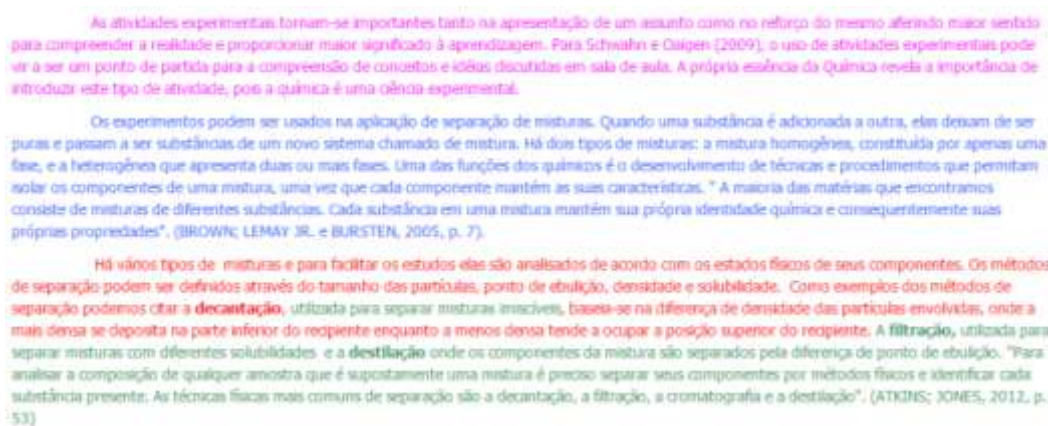 As atividades experimentais tornam-se importantes tanto na apresentação de um assunto como no reforço do mesmo aferindo maior sentido
para compreender a realidade e proporcionar maior significado à aprendizagem. Para Schwahn e Oaigen (2009), o uso de atividades experimentais pode
vir a ser um ponto de partida para a compreensão de conceitos e idéias discutidas em sala de aula. A própria essência da Química revela a importância de
introduzir este tipo de atividade, pois a química é uma ciência experimental.
Os experimentos podem ser usados na aplicação de separação de misturas. Quando uma substância é adicionada a outra, elas deixam de ser
puras e passam a ser substâncias de um novo sistema chamado de mistura. Há dois tipos de misturas: a mistura homogênea, constituída por apenas uma
fase, e a heterogênea que apresenta duas ou mais fases. Uma das funções dos químicos é o desenvolvimento de técnicas e procedimentos que permitam
isolar os componentes de uma mistura, uma vez que cada componente mantém as suas características. " A maioria das matérias que encontramos
consiste de misturas de diferentes substâncias. Cada substância em uma mistura mantém sua própria identidade química e consequentemente suas
próprias propriedades". (BROWN; LEMAY JR. e BURSTEN, 2005, p. 7).
Há vários tipos de misturas e para facilitar os estudos elas são analisados de acordo com os estados físicos de seus componentes. Os métodos
de separação podem ser definidos através do tamanho das partículas, ponto de ebulição, densidade e solubilidade. Como exemplos dos métodos de
separação podemos citar a decantação, utilizada para separar misturas imiscíveis, baseia-se na diferença de densidade das partículas envolvidas, onde a
mais densa se deposita na parte inferior do recipiente enquanto a menos densa tende a ocupar a posição superior do recipiente. A filtração, utilizada para
separar misturas com diferentes solubilidades e a destilação onde os componentes da mistura são separados pela diferença de ponto de ebulição. "Para
analisar a composição de qualquer amostra que é supostamente uma mistura é preciso separar seus componentes por métodos físicos e identificar cada
substância presente. As técnicas físicas mais comuns de separação são a decantação, a filtração, a cromatografia e a destilação". (ATKINS; JONES, 2012, p.
53)